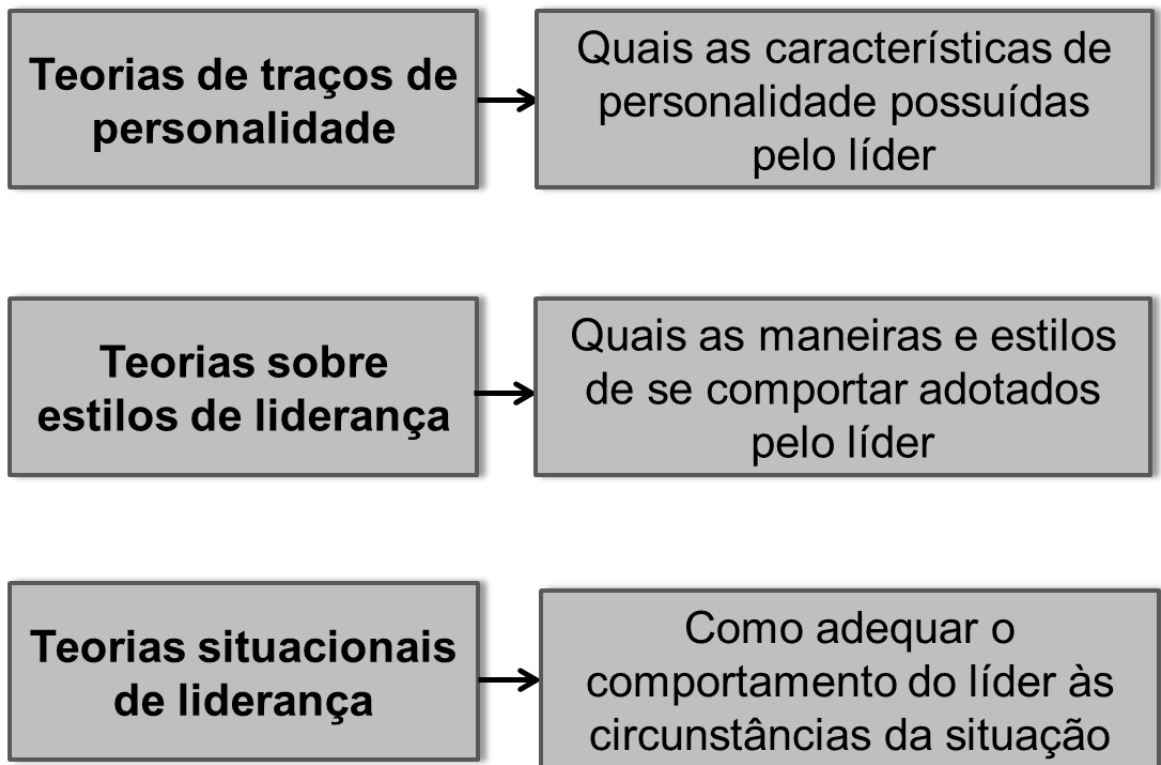 Teorias de traços de
personalidade
Quais as características de
personalidade possuídas
pelo líder
Teorias sobre
estilos de liderança
Quais as maneiras e estilos
de se comportar adotados
pelo líder
Teorias situacionais
de liderança
Como adequar o
comportamento do líder às
circunstâncias da situação